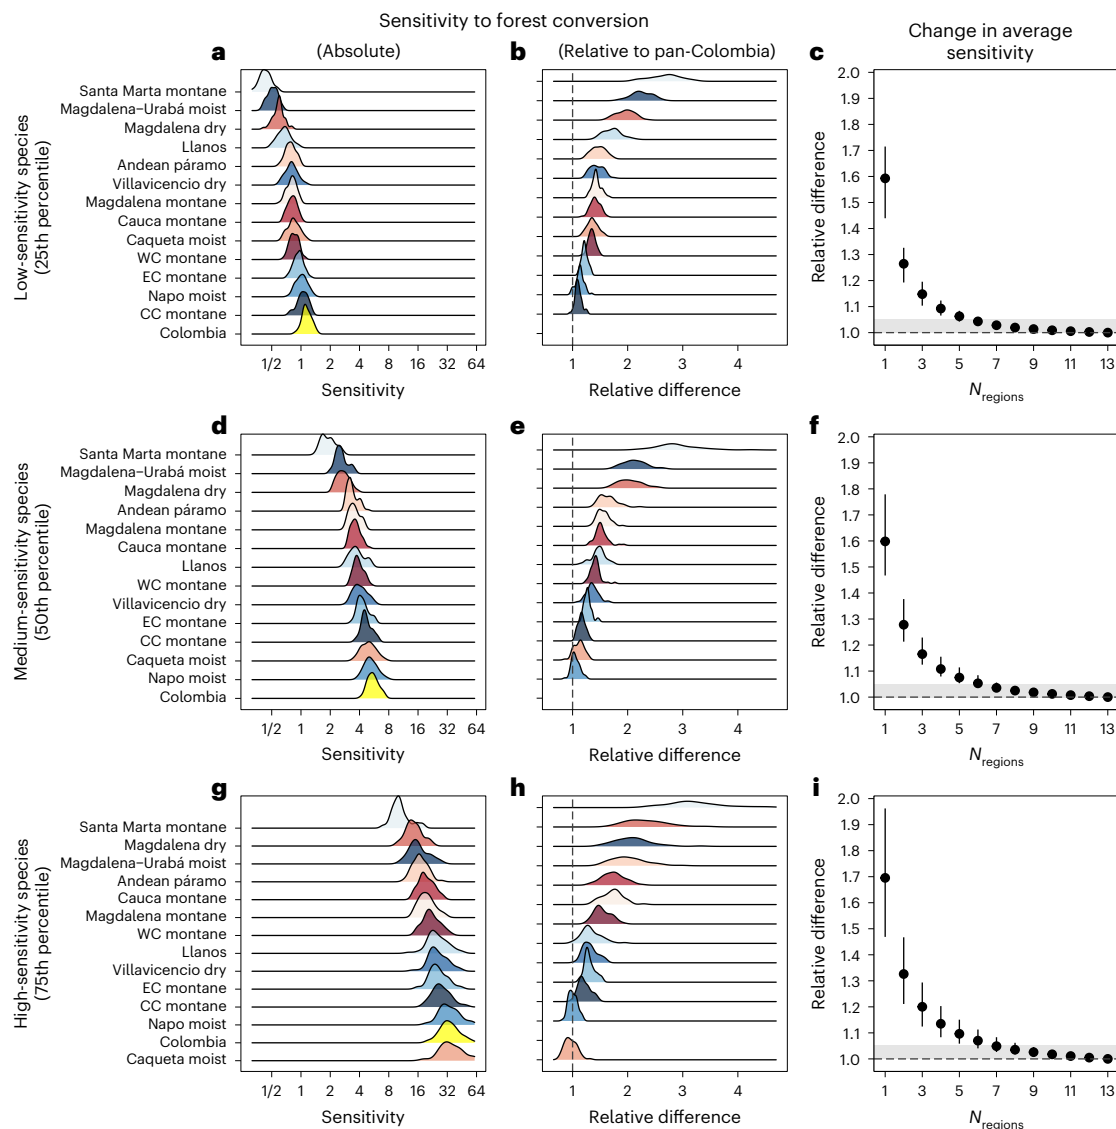 Sensitivity to forest conversion
Change in average
sensitivity
a
(Absolute)
b
(Relative to pan-Colombia)
c
Low-sensitivity species
(25th percentile)
Santa Marta montane
Magdalena–Urabá moist
Magdalena dry
Llanos
Andean páramo
Villavicencio dry
Magdalena montane
Cauca montane
Caqueta moist
WC montane
EC montane
Napo moist
CC montane
Colombia
1/2 1 2 4 8 16 32 64
Sensitivity
1 2 3 4
Relative difference
Relative difference
2.0
1.9
1.8
1.7
1.6
1.5
1.4
1.3
1.2
1.1
1.0
1 3 5 7 9 11 13
Nregions
d
e
f
Medium-sensitivity species
(50th percentile)
Santa Marta montane
Magdalena–Urabá moist
Magdalena dry
Andean páramo
Magdalena montane
Cauca montane
Llanos
WC montane
Villavicencio dry
EC montane
CC montane
Caqueta moist
Napo moist
Colombia
1/2 1 2 4 8 16 32 64
Sensitivity
1 2 3 4
Relative difference
Relative difference
2.0
1.9
1.8
1.7
1.6
1.5
1.4
1.3
1.2
1.1
1.0
1 3 5 7 9 11 13
Nregions
g
h
i
High-sensitivity species
(75th percentile)
Santa Marta montane
Magdalena dry
Magdalena–Urabá moist
Andean páramo
Cauca montane
Magdalena montane
WC montane
Llanos
Villavicencio dry
EC montane
CC montane
Napo moist
Colombia
Caqueta moist
1/2 1 2 4 8 16 32 64
Sensitivity
1 2 3 4
Relative difference
Relative difference
2.0
1.9
1.8
1.7
1.6
1.5
1.4
1.3
1.2
1.1
1.0
1 3 5 7 9 11 13
Nregions